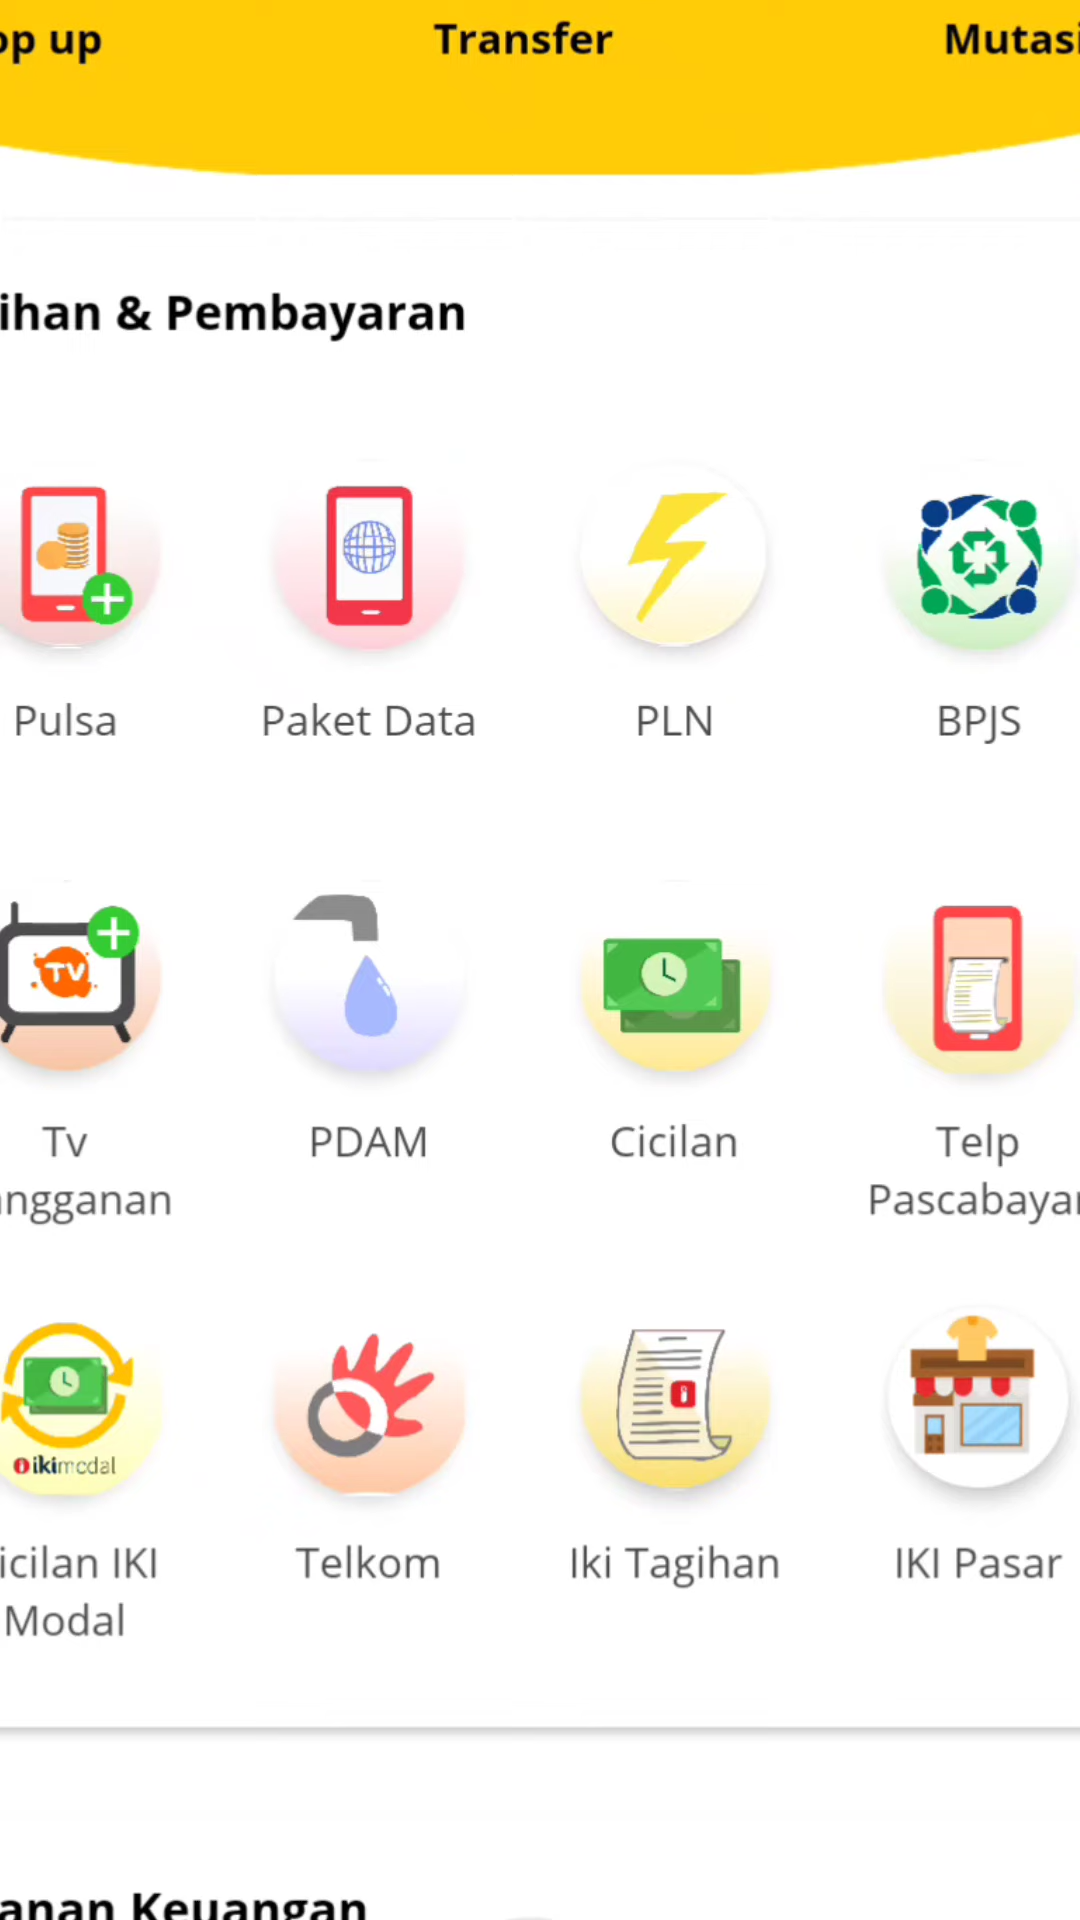 op up
Transfer
Mutasi
ihan & Pembayaran
Pulsa
Paket Data
PLN
BPJS
TV
Tv
ngganan
PDAM
Cicilan
Telp
Pascabayar
ikimodal
icilan IKI
Modal
Telkom
Iki Tagihan
IKI Pasar
anan Keuangan